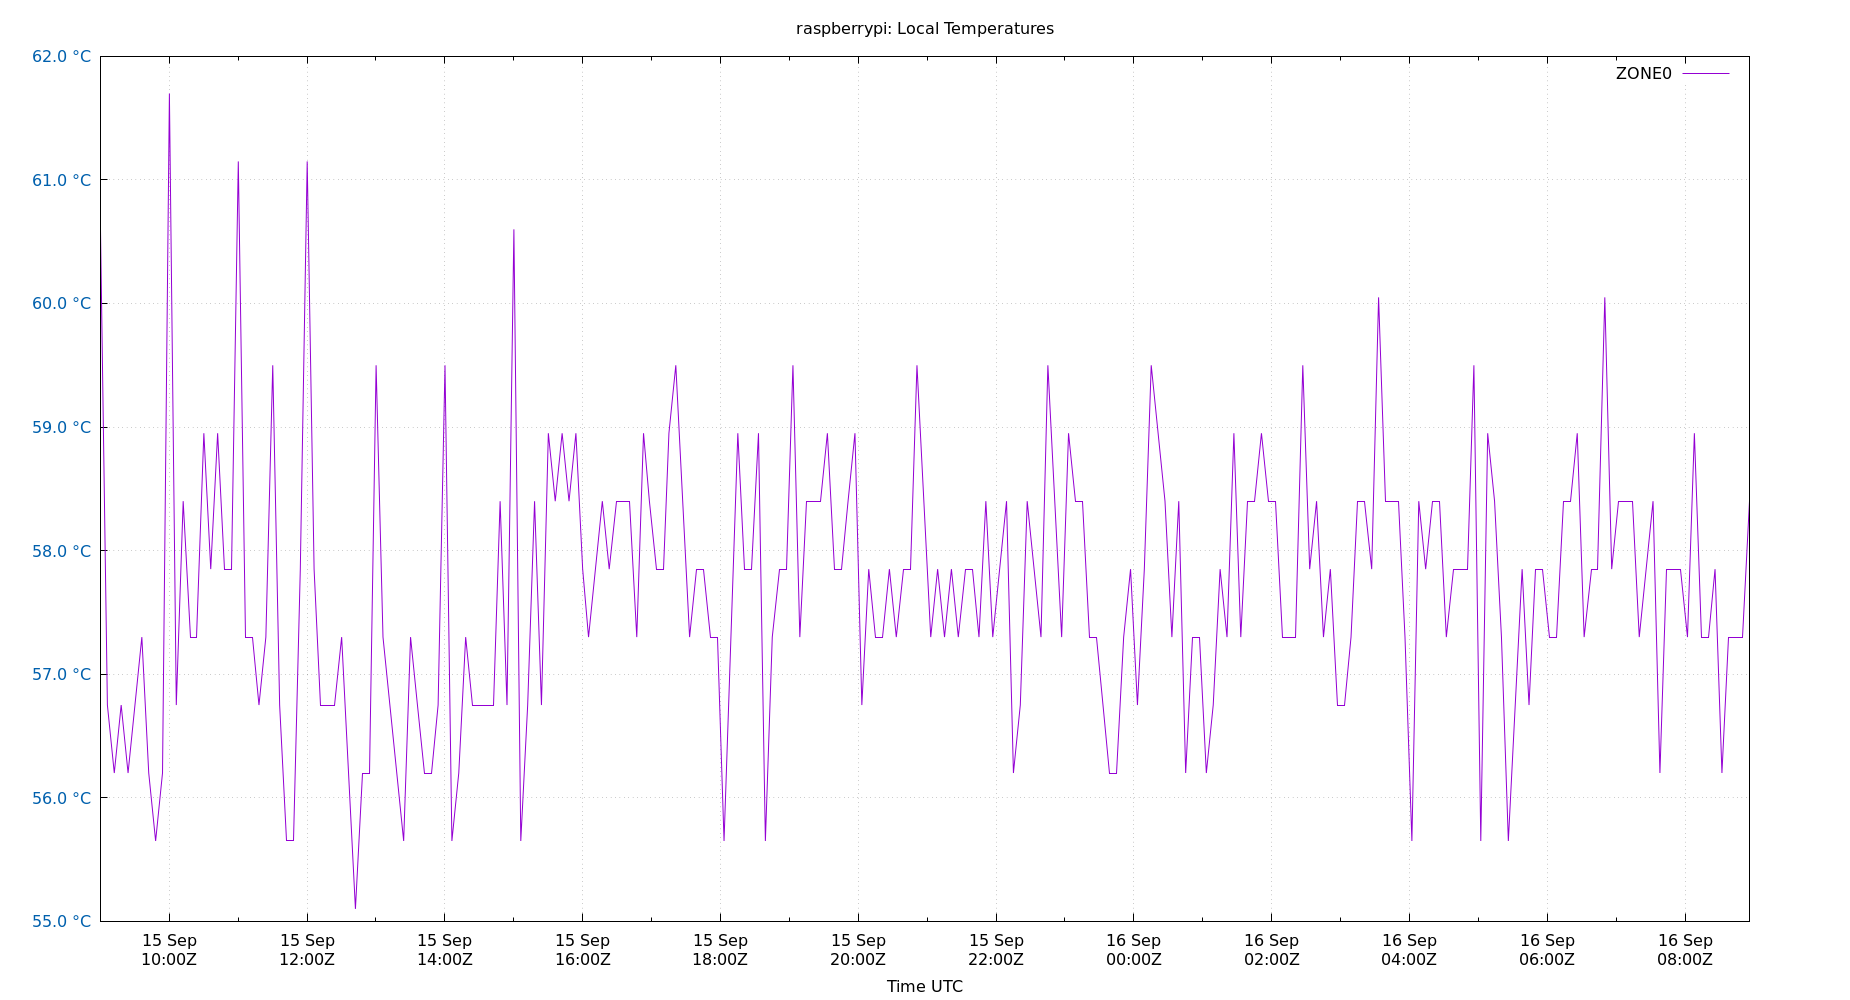 raspberrypi: Local Temperatures
62.0 °C
ZONE0
61.0 °C
60.0 °C
59.0 °C
58.0 °C
57.0 °C
56.0 °C
55.0 °C
15 Sep 15 Sep 15 Sep 15 Sep 15 Sep 15 Sep 15 Sep 16 Sep 16 Sep 16 Sep 16 Sep 16 Sep
10:00Z 12:00Z 14:00Z 16:00Z 18:00Z 20:00Z 22:00Z 00:00Z 02:00Z 04:00Z 06:00Z 08:00Z
Time UTC